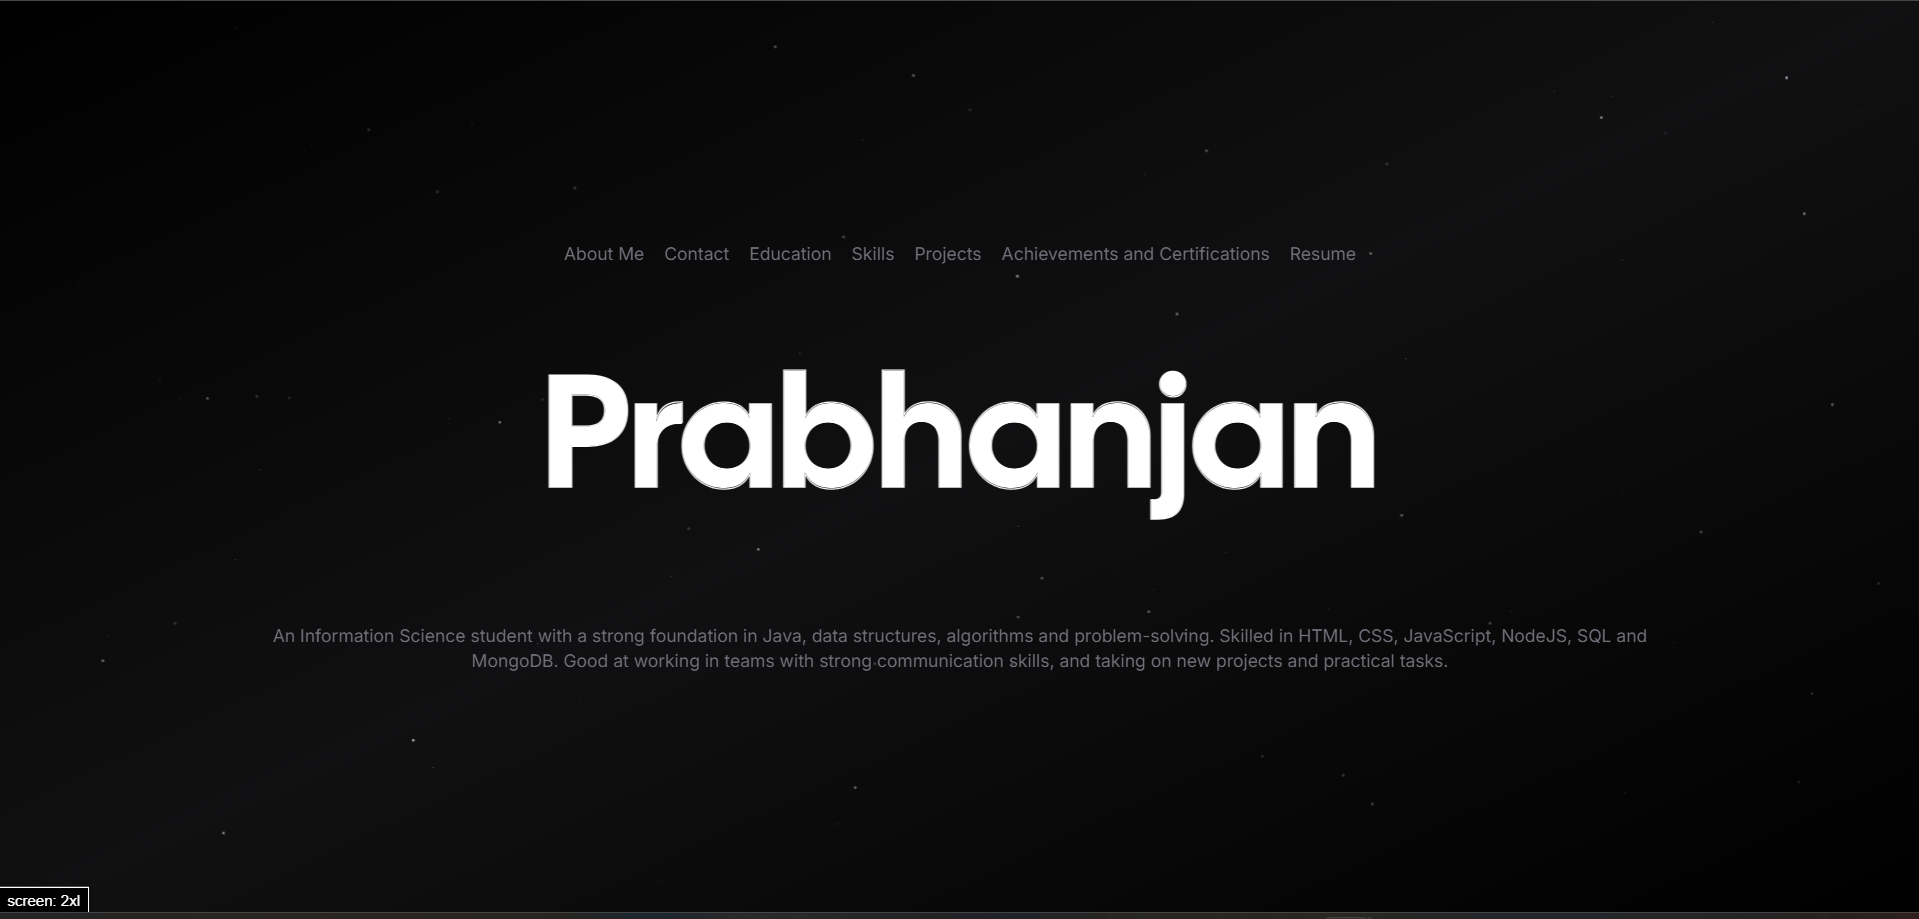 About Me Contact Education Skills Projects Achievements and Certifications Resume
Prabhanjan
An Information Science student with a strong foundation in Java, data structures, algorithms and problem-solving. Skilled in HTML, CSS, JavaScript, NodeJS, SQL and
MongoDB. Good at working in teams with strong communication skills, and taking on new projects and practical tasks.
screen: 2xl